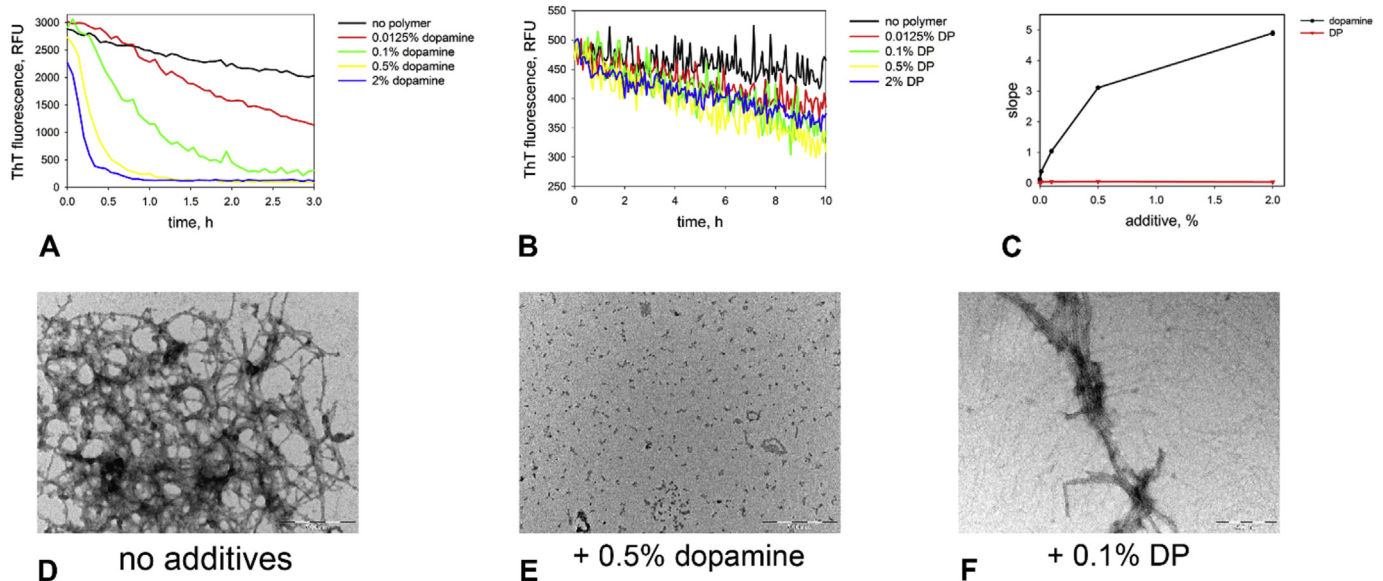 3000
2500
2000
1500
1000
500
0
ThT fluorescence, RFU
0.0 0.5 1.0 1.5 2.0 2.5 3.0
time, h
no polymer
0.0125% dopamine
0.1% dopamine
0.5% dopamine
2% dopamine
A
500
450
400
350
300
250
ThT fluorescence, RFU
0 2 4 6 8 10
time, h
no polymer
0.0125% DP
0.1% DP
0.5% DP
2% DP
B
5
4
3
2
1
0
slope
0.0 0.5 1.0 1.5 2.0
additive, %
dopamine
DP
C
D no additives
E + 0.5% dopamine
F + 0.1% DP